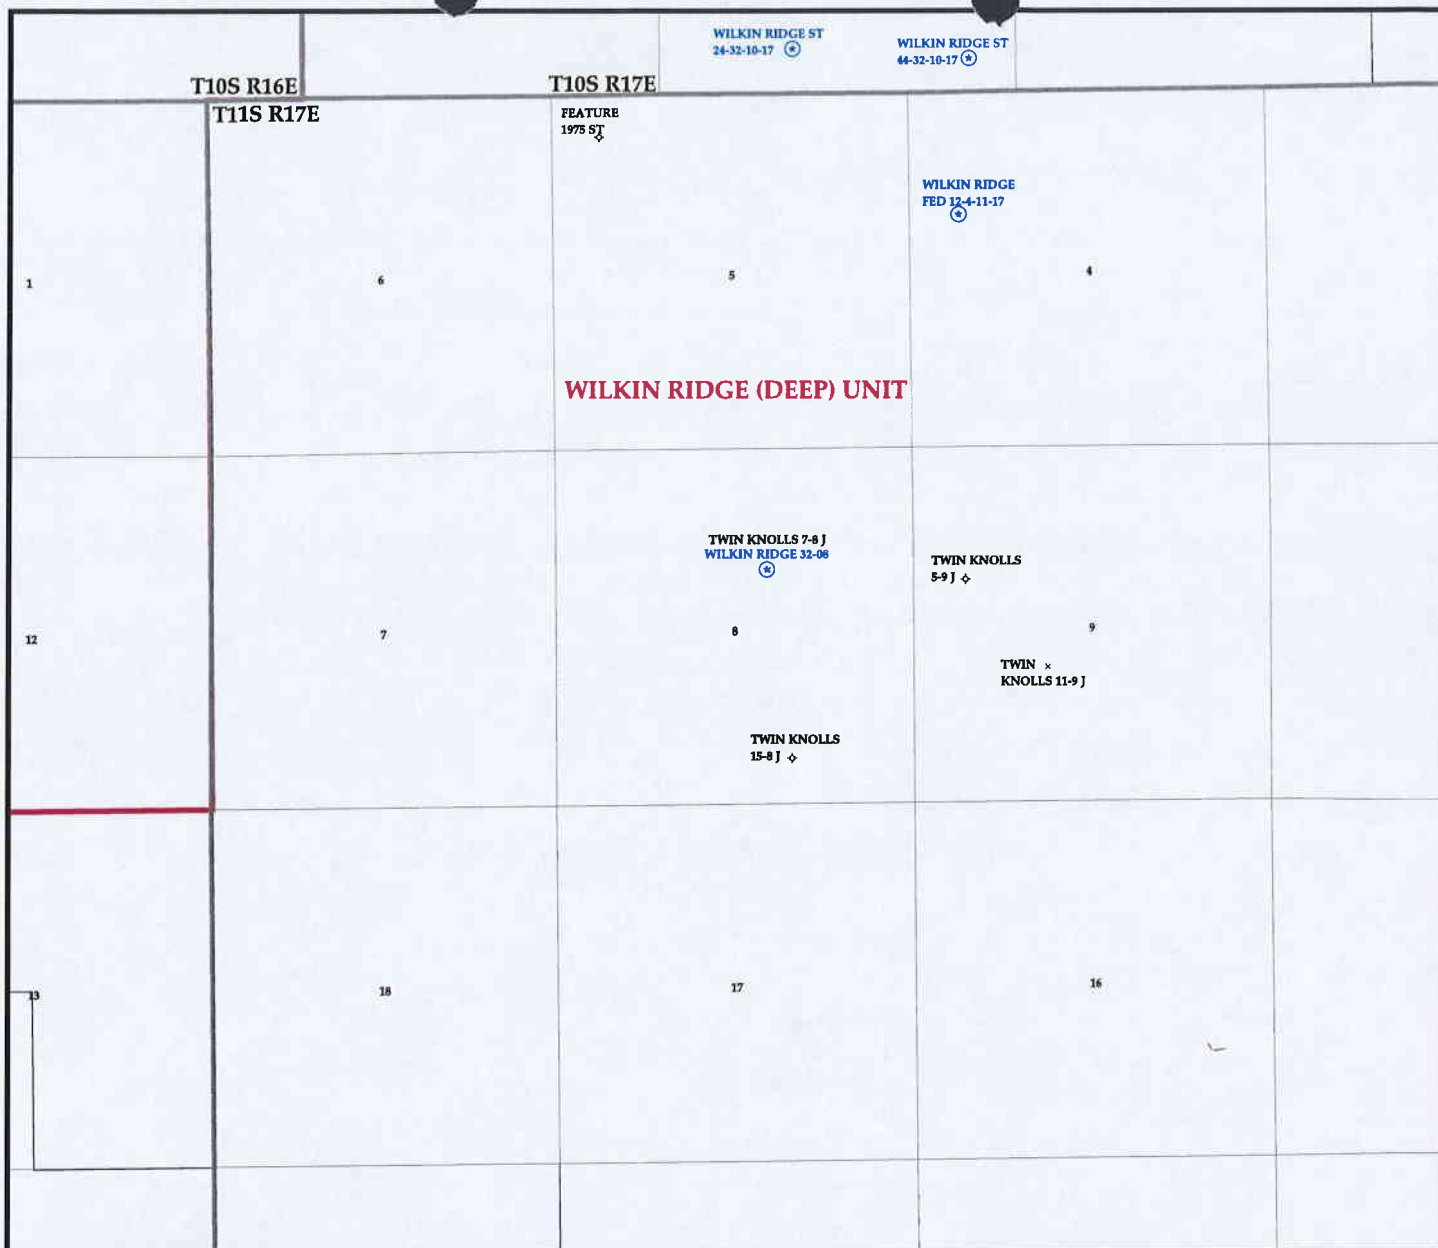 WILKIN RIDGE ST
24-32-10-17
WILKIN RIDGE ST
44-32-10-17
T10S R16E
T10S R17E
T11S R17E
FEATURE
1975 ST
WILKIN RIDGE
FED 12-4-11-17
1
6
5
4
WILKIN RIDGE (DEEP) UNIT
TWIN KNOLLS 7-8 J
WILKIN RIDGE 32-08
TWIN KNOLLS
5-9 J
12
7
8
9
TWIN
KNOLLS 11-9 J
TWIN KNOLLS
15-8 J
13
18
17
16